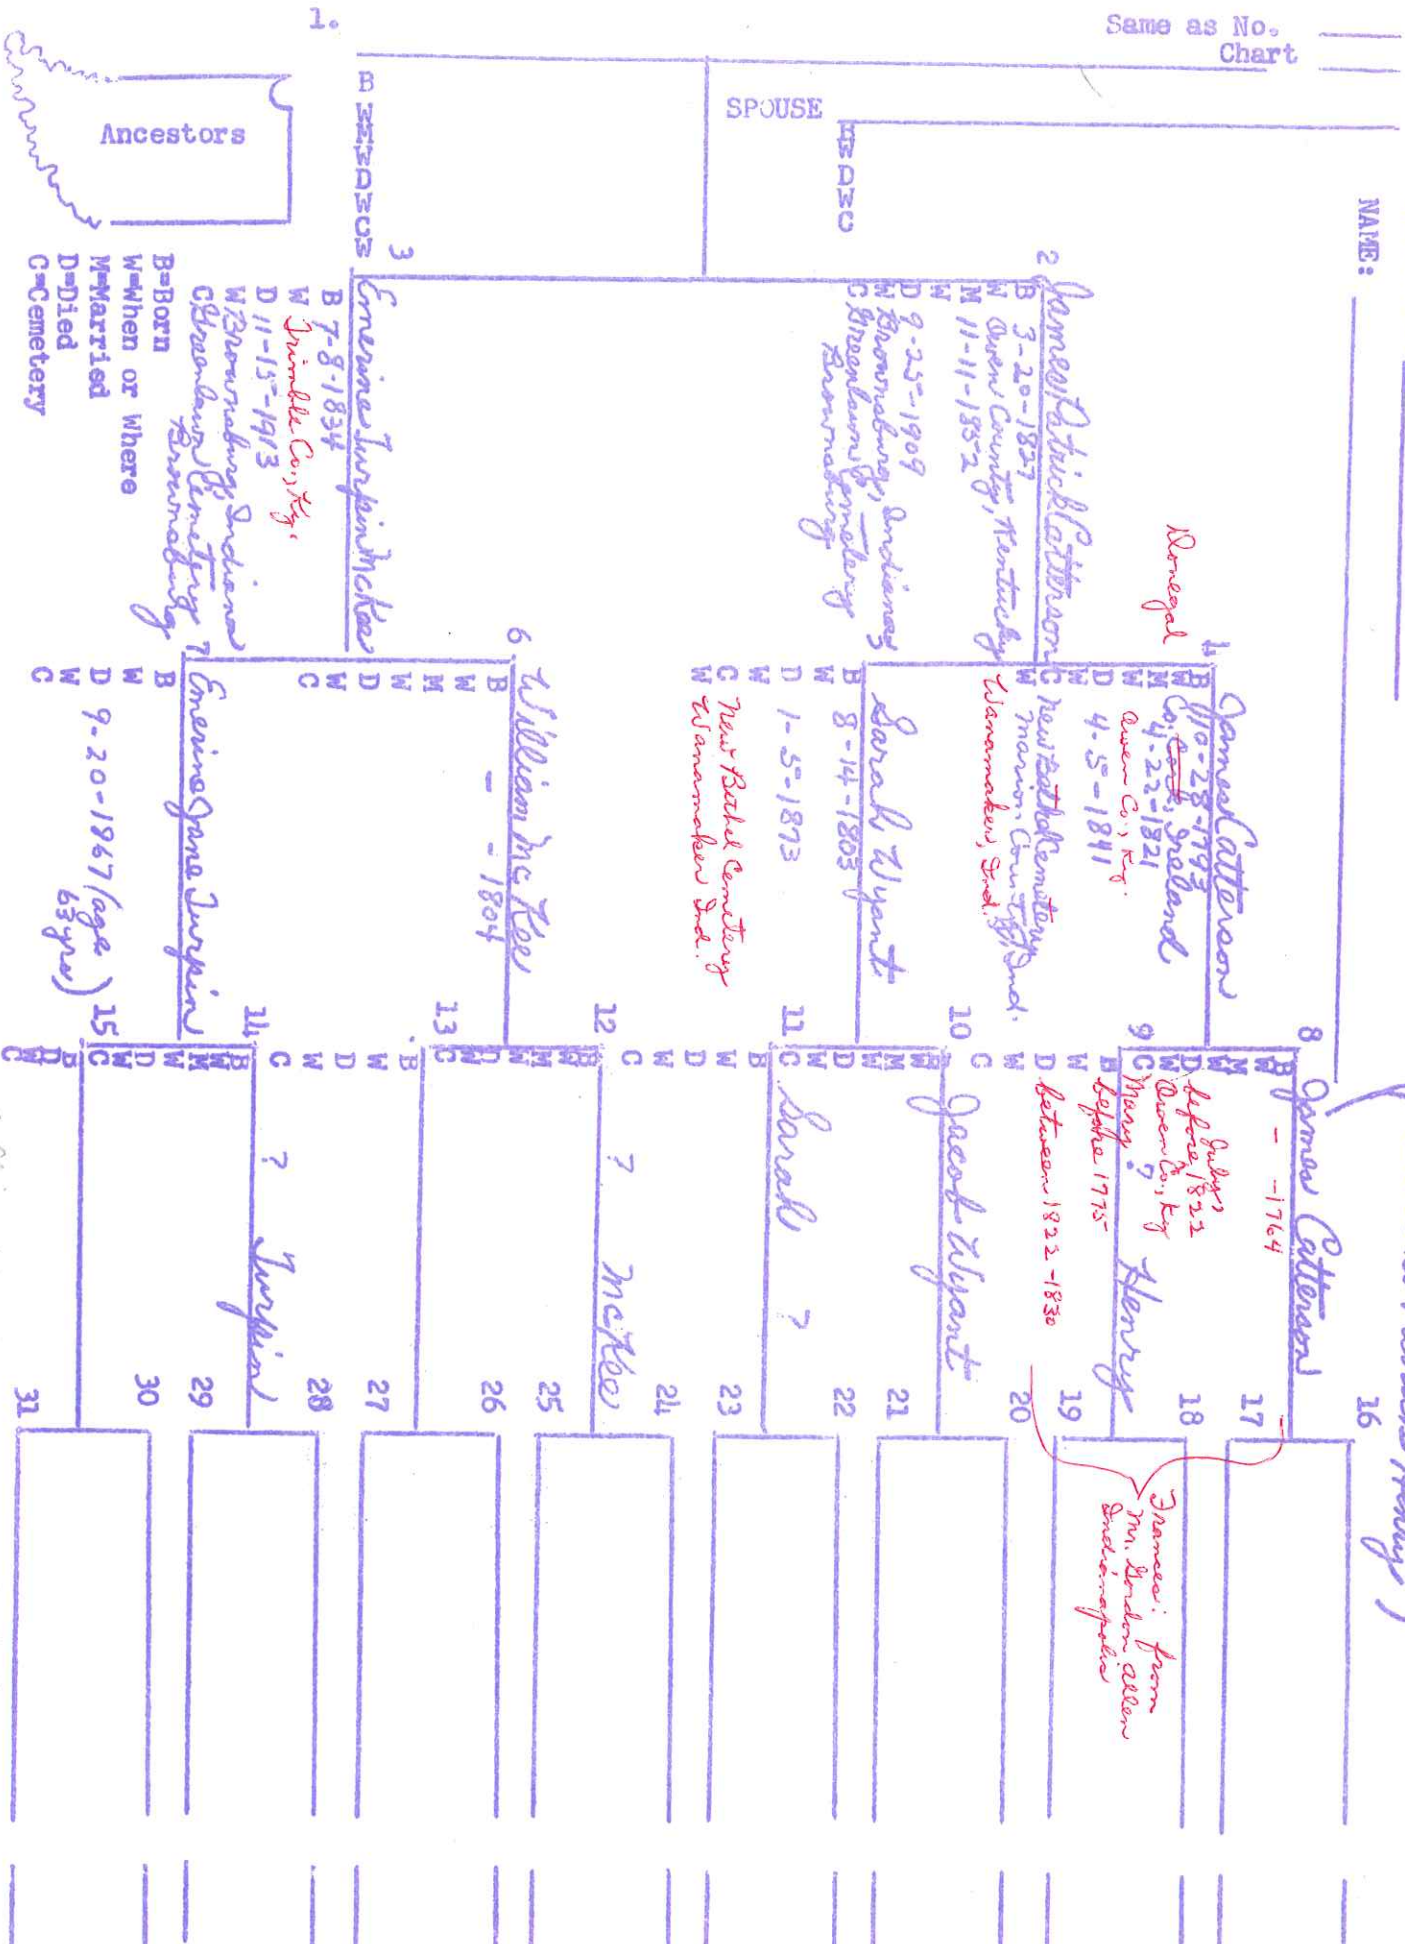 Same as No.
Chart
1.
Ancestors
NAME:
B
W
M
W
D
W
C
W
SPOUSE
B
W
D
W
C
2 James Patrick Catterson
B 3-20-1827
W Owen County, Kentucky
M 11-11-1852
W
D 9-25-1909
W Brownsburg, Indiana
C Greenlawn Cemetery
Brownsburg
3 Emerine Turpin McKee
B 7-8-1834
W Trimble Co., Ky.
D 11-15-1913
W Brownsburg, Indiana
C Greenlawn Cemetery
Brownsburg
B=Born
W=When or Where
M=Married
D=Died
C=Cemetery
Donegal
4 James Catterson
B 10-28-1793
W Co. Cork, Ireland
M 4-22-1821
W Owen Co., Ky.
D 4-5-1841
W
C New Bethel Cemetery
W Marion County, Ind.
Wanamaker, Ind.
5 Sarah Wyant
B 8-14-1803
W
D 1-5-1873
W
C New Bethel Cemetery
W Wanamaker Ind.
6 William McKee
B - - 1804
W
M
W
D
W
C
7 Emerine Jane Turpin
B
W
D 9-20-1867 (age 63 yrs)
W
C
8 James Catterson
B - -1764
W
M
W
D before July, 1822
W Owen Co., Ky
C
9 Mary ? Henry
B before 1775
W
D between 1822-1830
W
C
10 Jacob Wyant
B
W
M
W
D
W
C
11 Sarah ?
B
W
D
W
C
12 ? McKee
B
W
M
W
D
W
C
13
B
W
D
W
C
14 ? Turpin
B
W
M
W
D
W
C
15
B
W
D
W
C
16
17
18
19
20
21
22
23
24
25
26
27
28
29
30
31
Frances: from
Mr. Gordon Allen
Indianapolis
Henry)